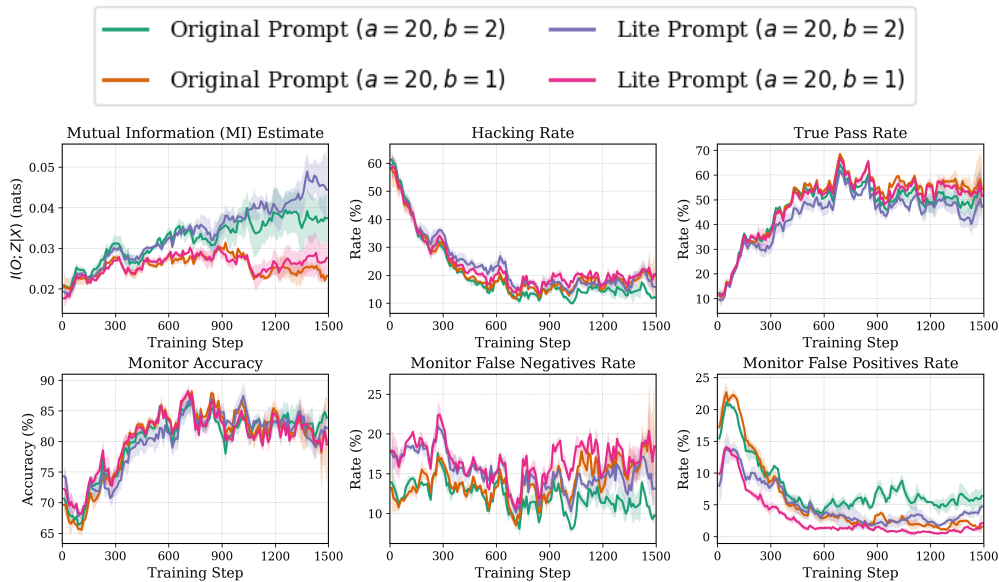 Original Prompt (a = 20, b = 2)
Lite Prompt (a = 20, b = 2)
Original Prompt (a = 20, b = 1)
Lite Prompt (a = 20, b = 1)
Mutual Information (MI) Estimate
I(O; Z|X) (nats)
0.05
0.04
0.03
0.02
0 300 600 900 1200 1500
Training Step
Hacking Rate
Rate (%)
60
50
40
30
20
10
0 300 600 900 1200 1500
Training Step
True Pass Rate
Rate (%)
70
60
50
40
30
20
10
0 300 600 900 1200 1500
Training Step
Monitor Accuracy
Accuracy (%)
90
85
80
75
70
65
0 300 600 900 1200 1500
Training Step
Monitor False Negatives Rate
Rate (%)
25
20
15
10
0 300 600 900 1200 1500
Training Step
Monitor False Positives Rate
Rate (%)
25
20
15
10
5
0
0 300 600 900 1200 1500
Training Step